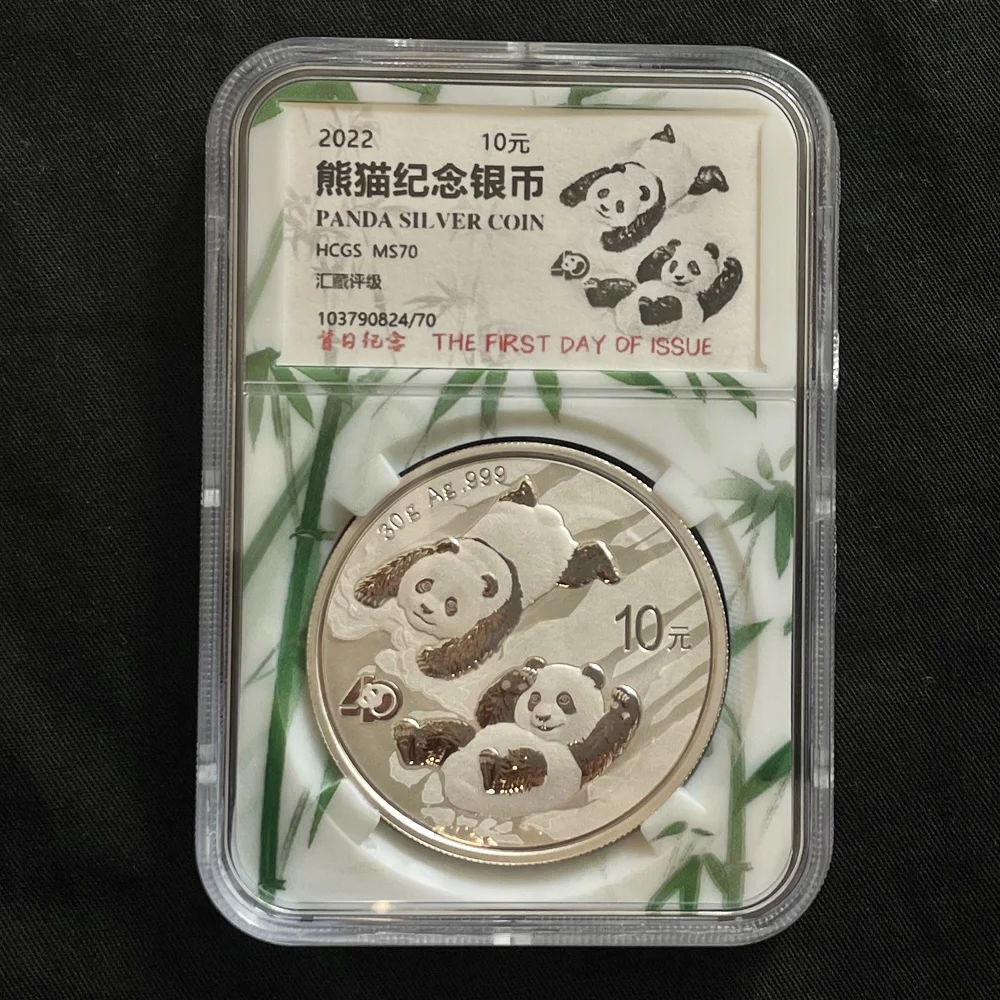 2022 10元
熊猫纪念银币
PANDA SILVER COIN
HCGS MS70
汇藏评级
103790824/70
首日纪念 THE FIRST DAY OF ISSUE
30g Ag.999
10元
40